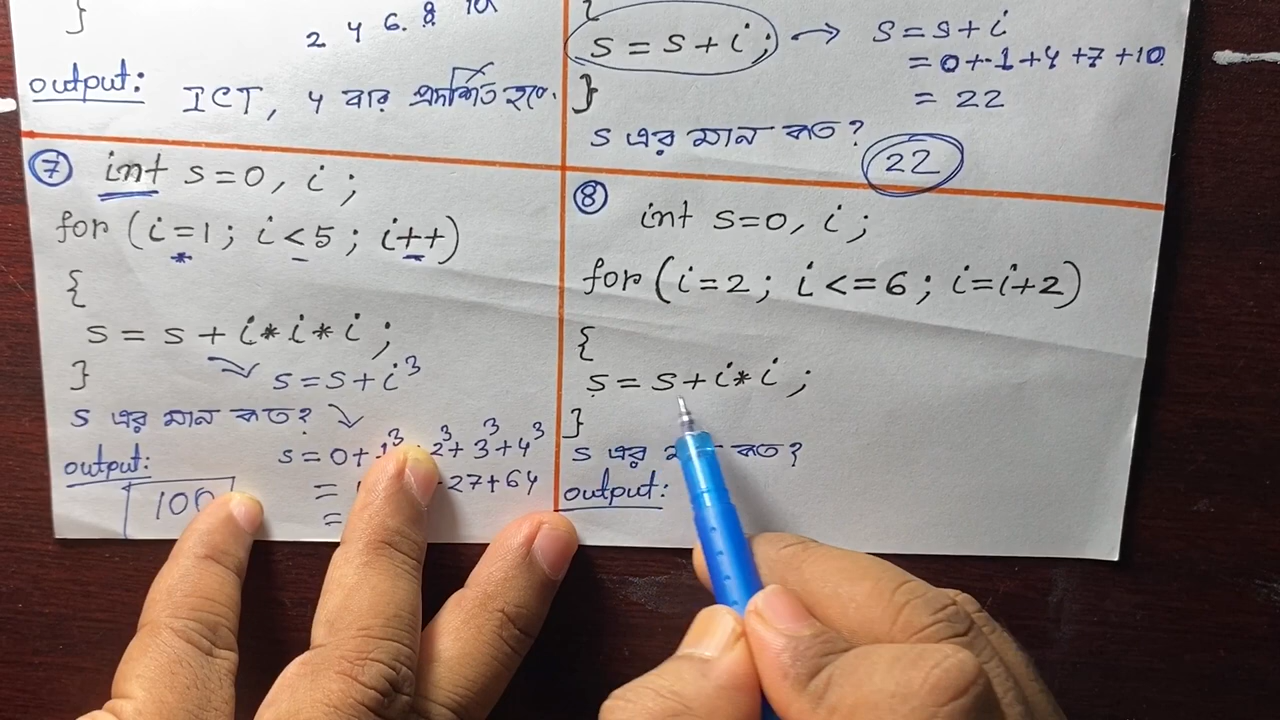 }
2 4 6. 8 10
output: ICT, 4 বার প্রদর্শিত হবে.
{
s = s + i ; → s = s + i
= 0 + 1 + 4 + 7 + 10
}
= 22
s এর মান কত?
22
7 int s = 0, i ;
for (i = 1 ; i < 5 ; i++)
{
s = s + i * i * i ;
}
s = s + i³
s এর মান কত?
s = 0 + 1³ 2³ + 3³ + 4³
output:
= 27 + 64
100
=
8 int s = 0, i ;
for (i = 2 ; i <= 6 ; i = i + 2)
{
s = s + i * i ;
}
s এর কত?
output: